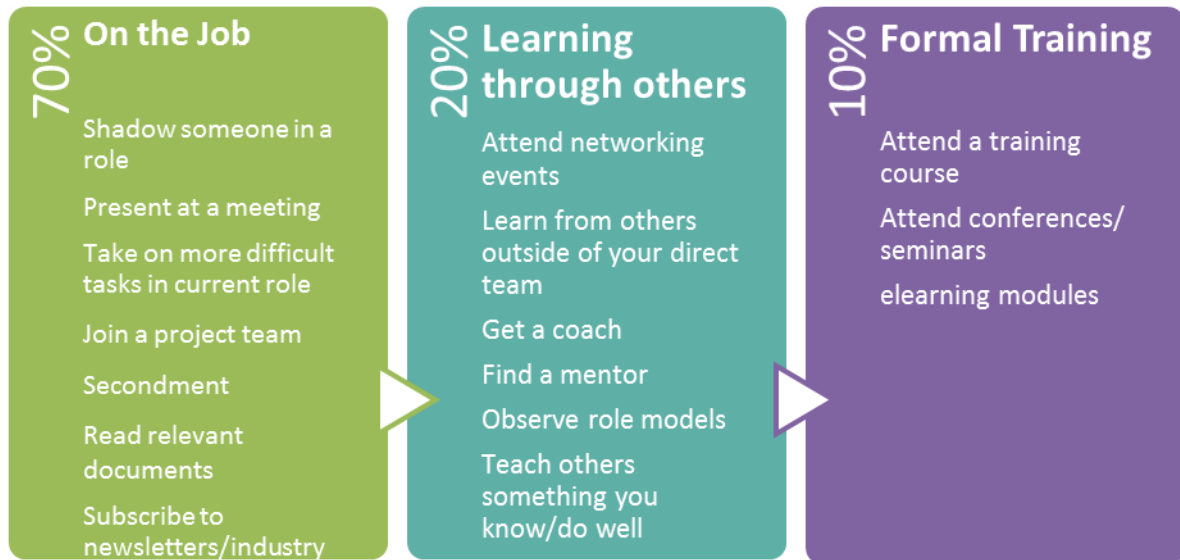 70%
On the Job
Shadow someone in a
role
Present at a meeting
Take on more difficult
tasks in current role
Join a project team
Secondment
Read relevant
documents
Subscribe to
newsletters/industry
20%
Learning
through others
Attend networking
events
Learn from others
outside of your direct
team
Get a coach
Find a mentor
Observe role models
Teach others
something you
know/do well
10%
Formal Training
Attend a training
course
Attend conferences/
seminars
elearning modules